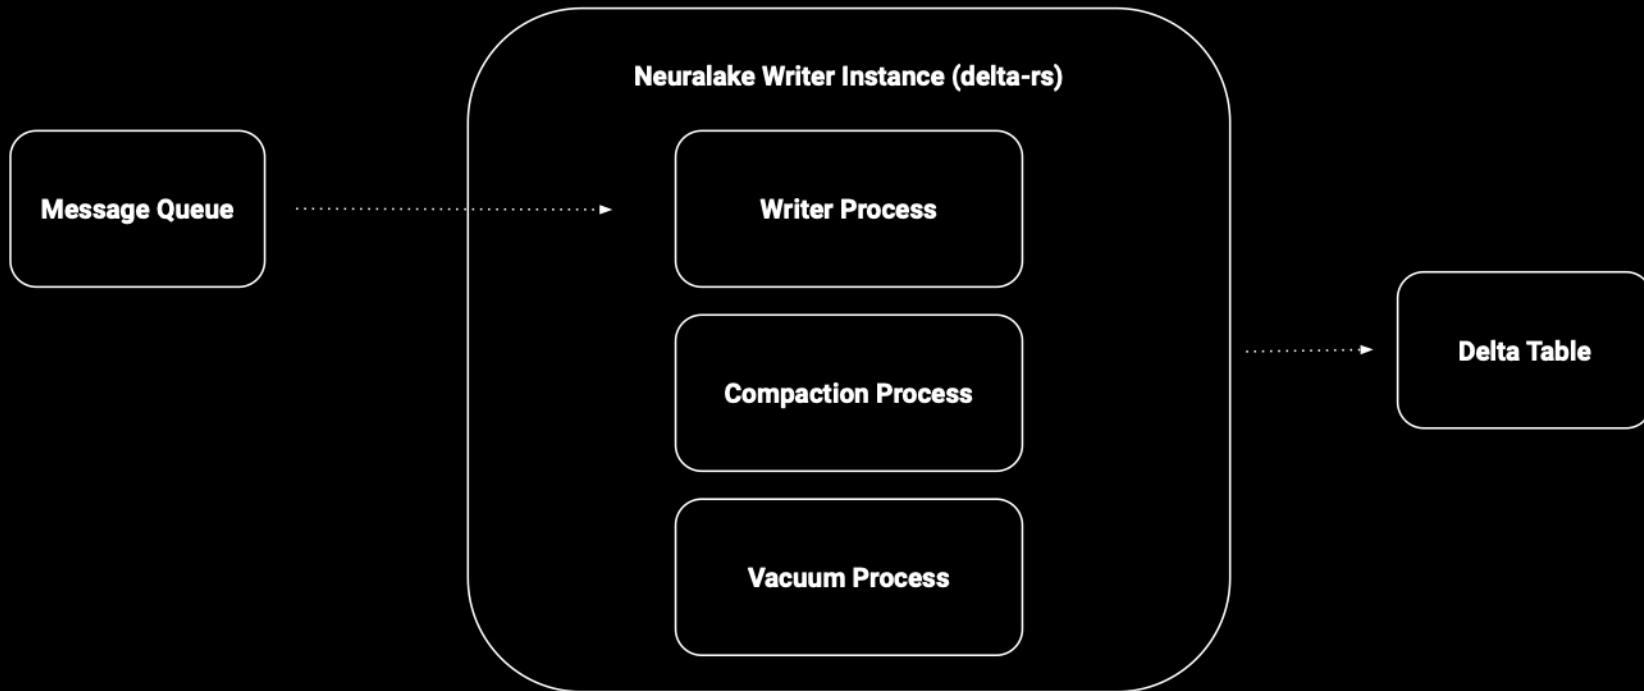 Neuralake Writer Instance (delta-rs)
Message Queue
Writer Process
Compaction Process
Vacuum Process
Delta Table